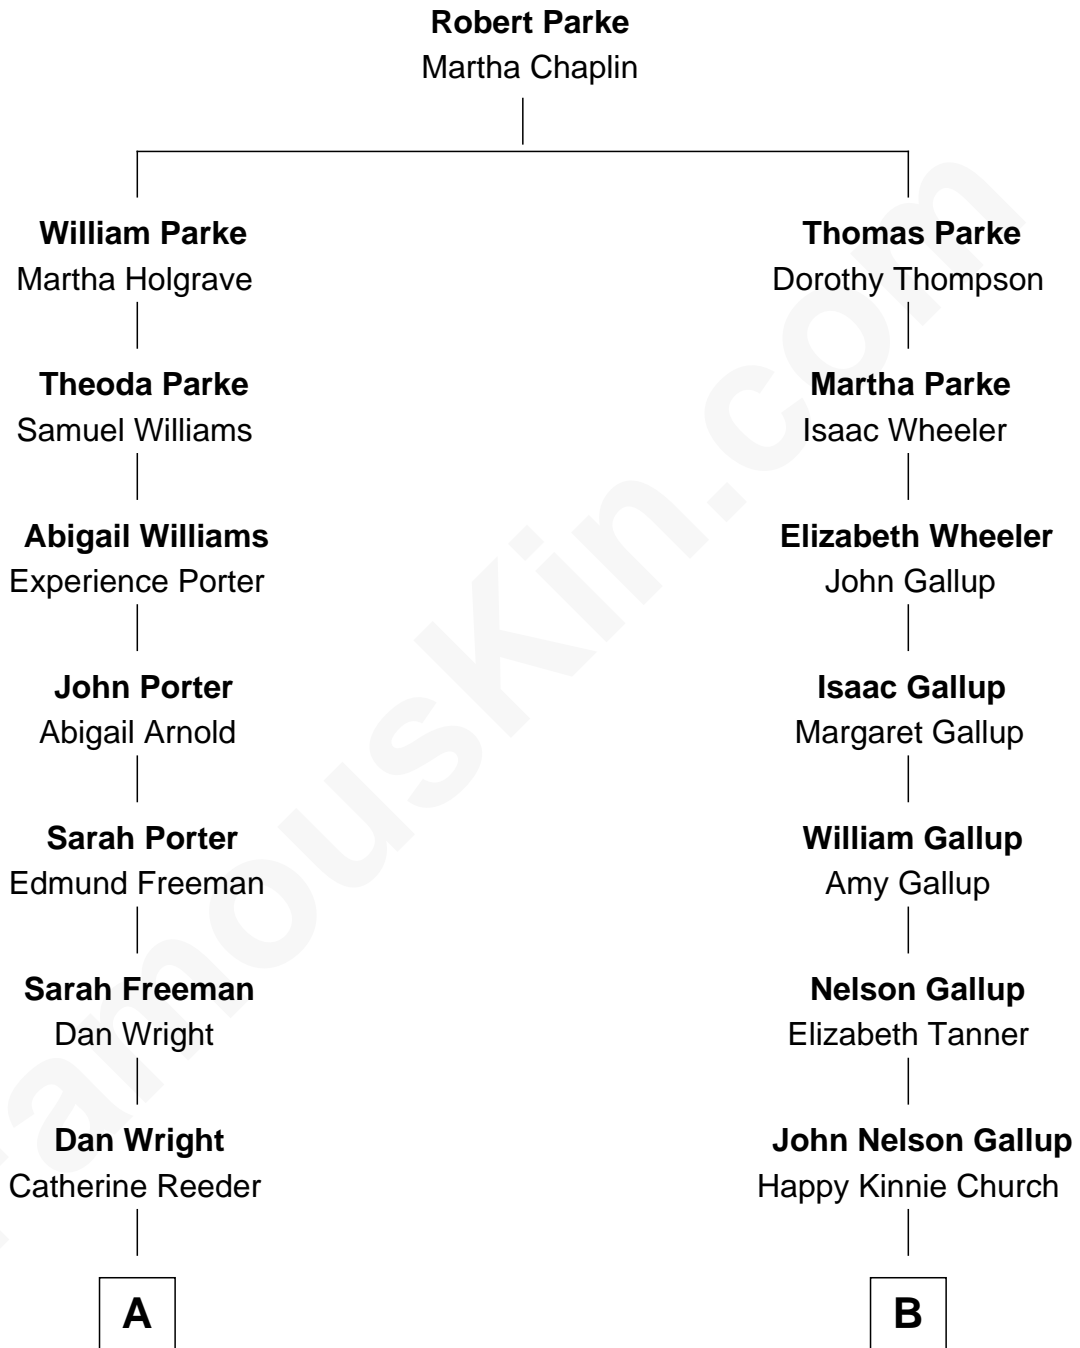 Robert Parke
Martha Chaplin
William Parke
Martha Holgrave
Thomas Parke
Dorothy Thompson
Theoda Parke
Samuel Williams
Martha Parke
Isaac Wheeler
Abigail Williams
Experience Porter
Elizabeth Wheeler
John Gallup
John Porter
Abigail Arnold
Isaac Gallup
Margaret Gallup
Sarah Porter
Edmund Freeman
William Gallup
Amy Gallup
Sarah Freeman
Dan Wright
Nelson Gallup
Elizabeth Tanner
Dan Wright
Catherine Reeder
John Nelson Gallup
Happy Kinnie Church
A
B
FamousKin.com